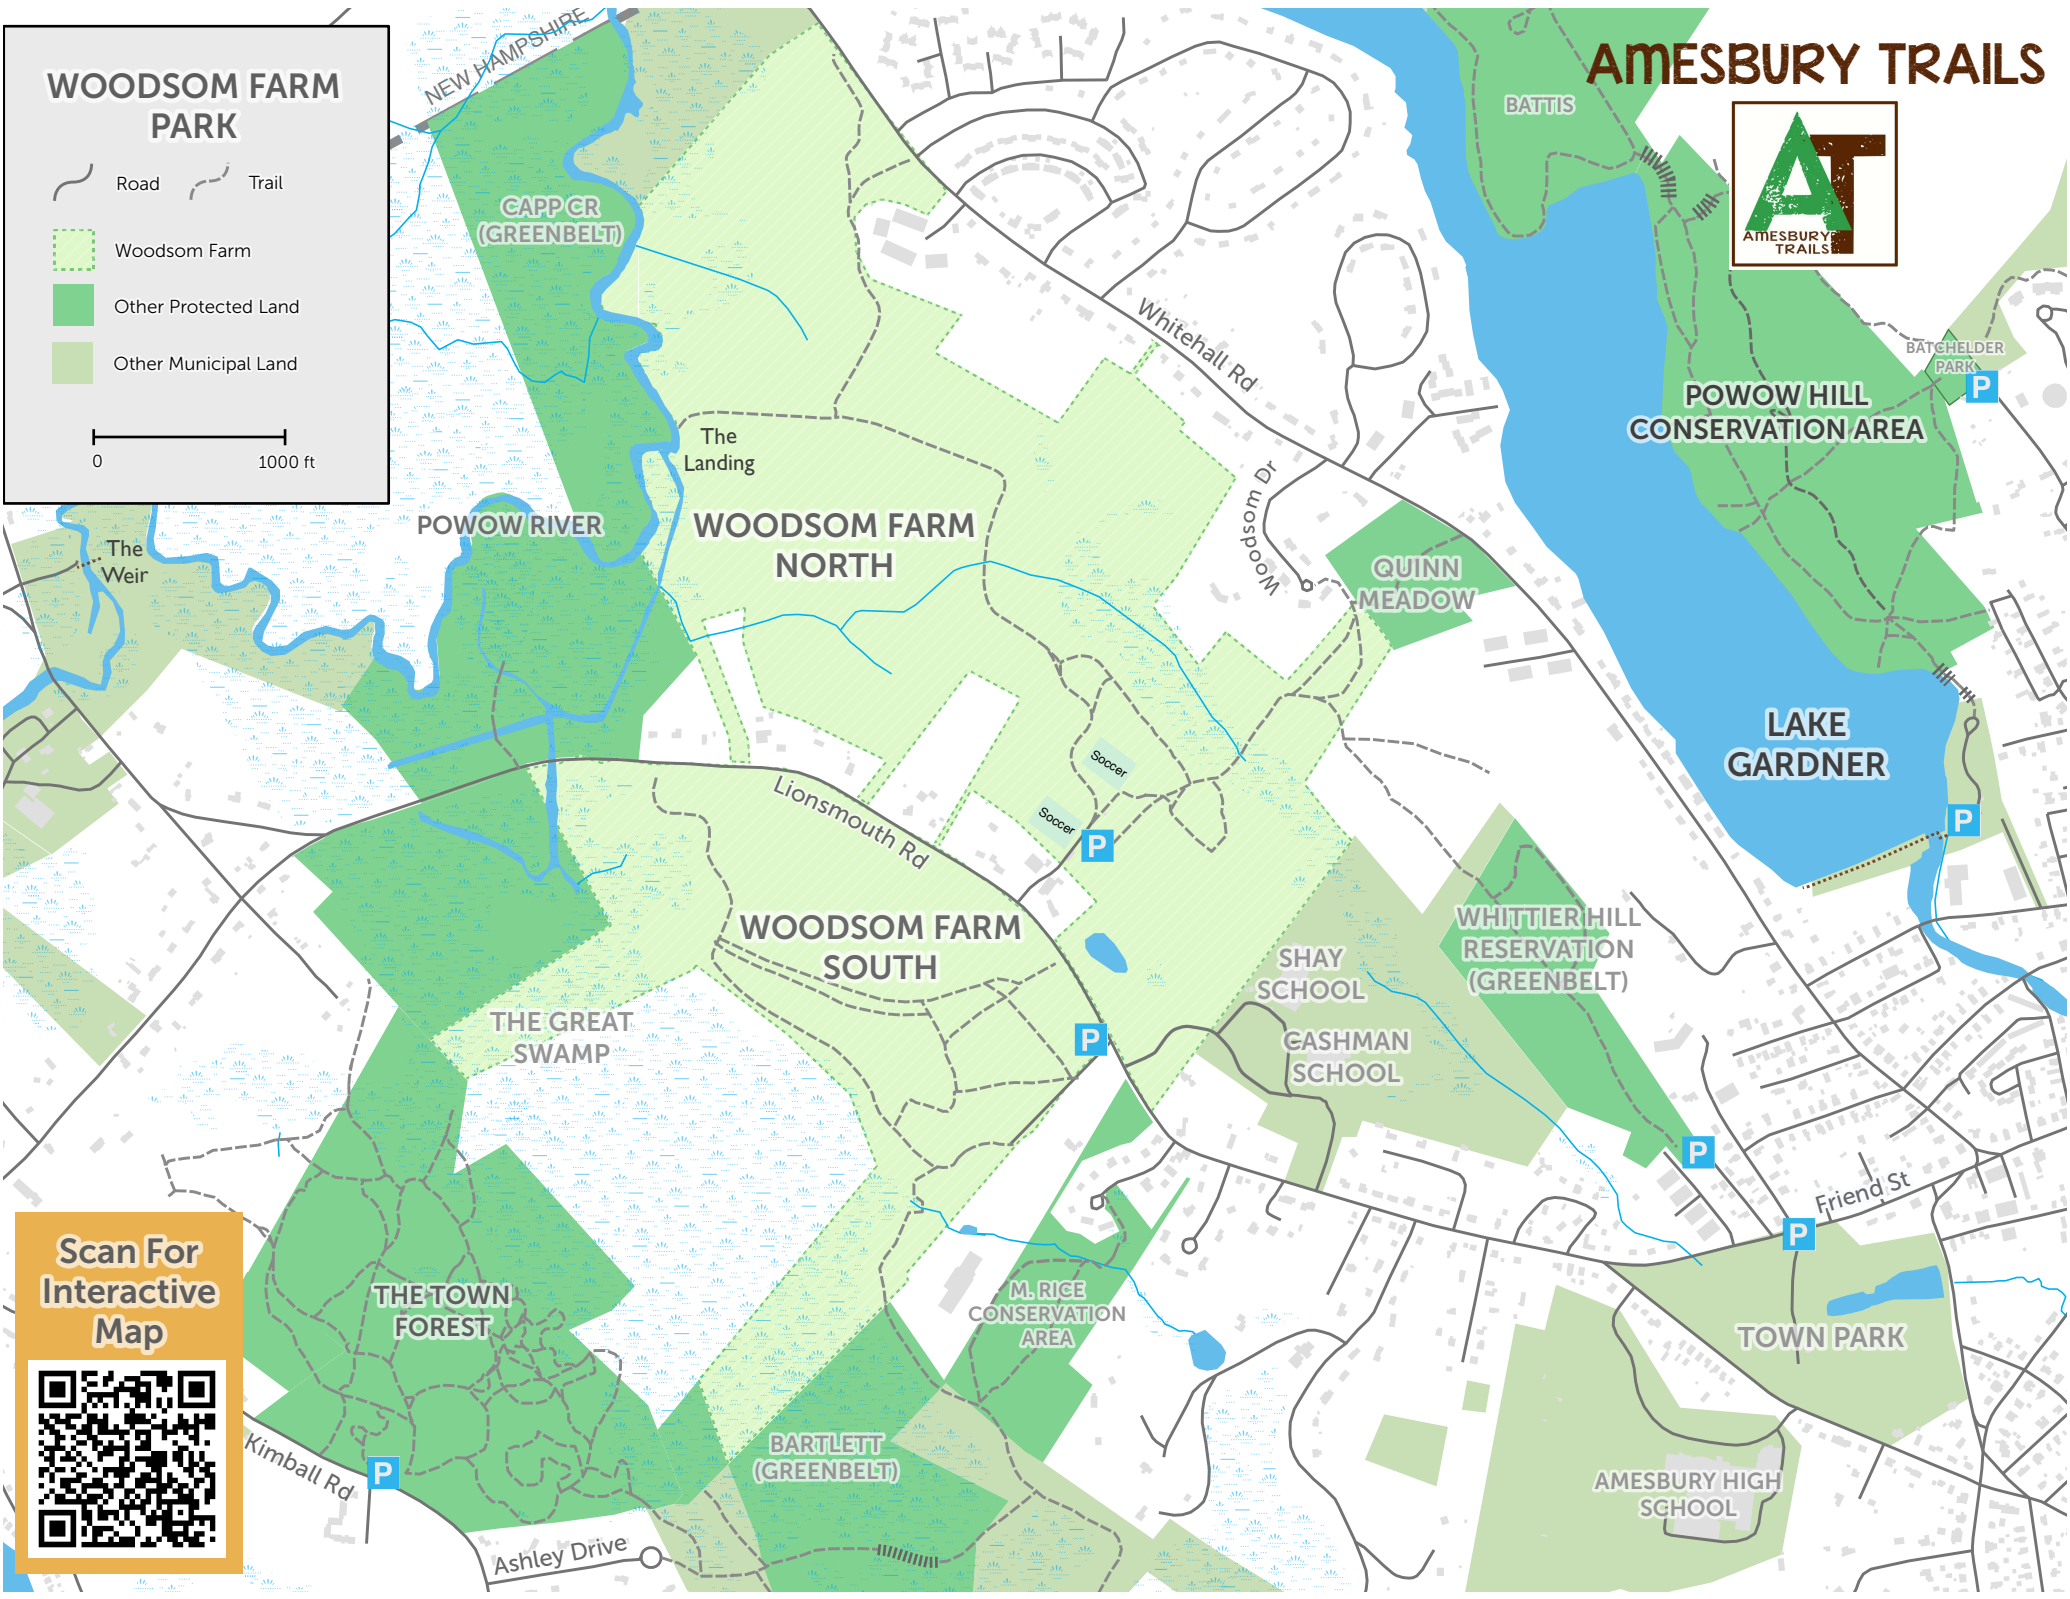 WOODSOM FARM
PARK
Road
Trail
Woodsom Farm
Other Protected Land
Other Municipal Land
0
1000 ft
NEW HAMPSHIRE
AMESBURY TRAILS
AT
AMESBURY
TRAILS
BATTIS
CAPP CR
(GREENBELT)
Whitehall Rd
BATCHELDER
PARK
P
POWOW HILL
CONSERVATION AREA
The
Landing
Woodsom Dr
POWOW RIVER
WOODSOM FARM
NORTH
The
Weir
QUINN
MEADOW
LAKE
GARDNER
P
Soccer
Soccer
P
Lionsmouth Rd
WOODSOM FARM
SOUTH
WHITTIER HILL
RESERVATION
(GREENBELT)
SHAY
SCHOOL
CASHMAN
SCHOOL
THE GREAT
SWAMP
P
P
Friend St
P
Scan For
Interactive
Map
THE TOWN
FOREST
M. RICE
CONSERVATION
AREA
TOWN PARK
BARTLETT
(GREENBELT)
Kimball Rd
P
AMESBURY HIGH
SCHOOL
Ashley Drive